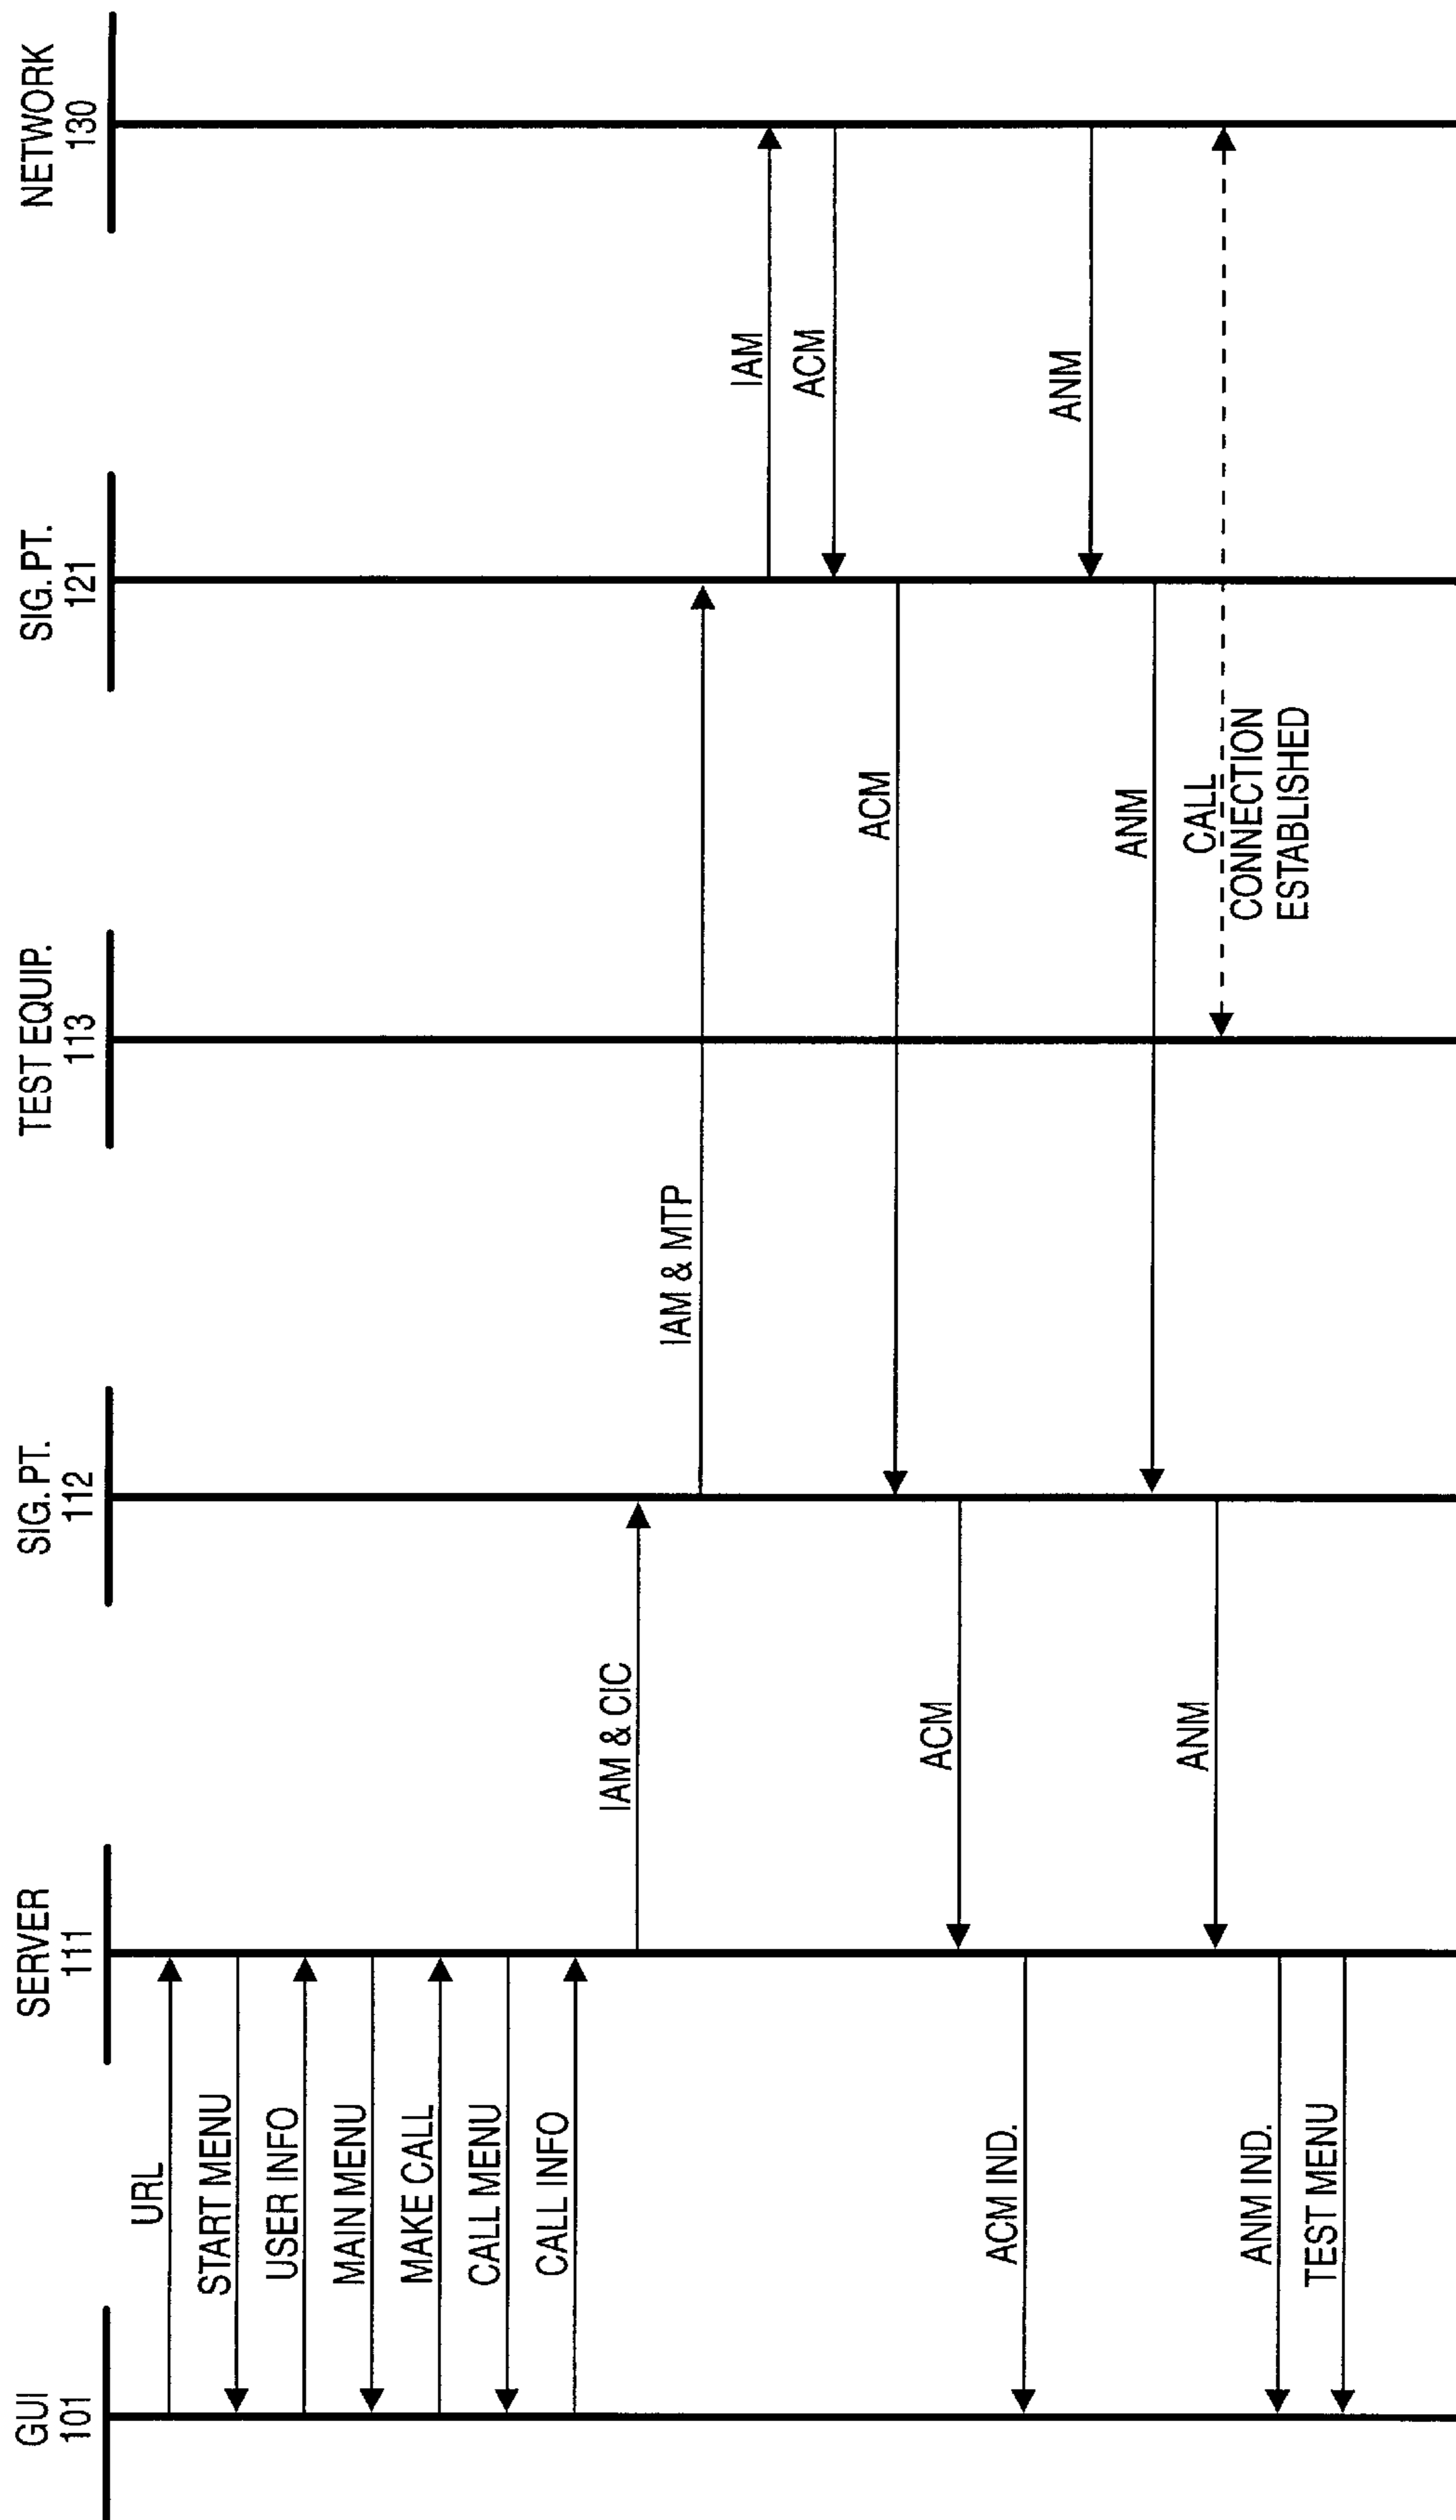 GUI
101
SERVER
111
SIG. PT.
112
TEST EQUIP.
113
SIG. PT.
121
NETWORK
130
URL
START MENU
USER INFO
MAIN MENU
MAKE CALL
CALL MENU
CALL INFO
IAM & CIC
IAM & MTP
IAM
ACM
ACM
ACM
ACM IND.
ANM
ANM
ANM
CALL
CONNECTION
ESTABLISHED
ANM IND.
TEST MENU